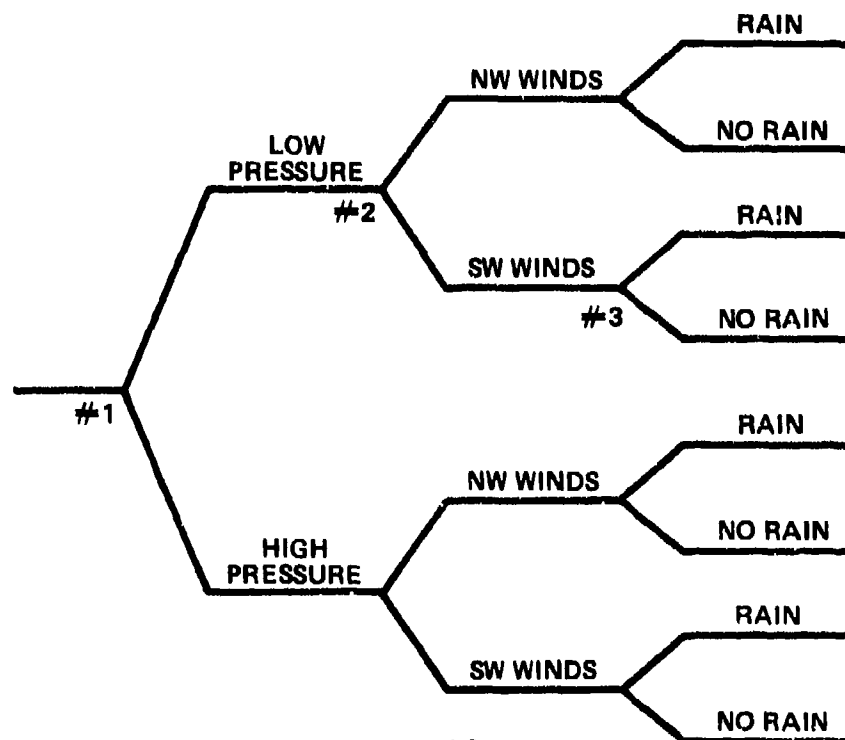 RAIN
NW WINDS
NO RAIN
LOW
PRESSURE
#2
RAIN
SW WINDS
#3
NO RAIN
#1
RAIN
NW WINDS
NO RAIN
HIGH
PRESSURE
RAIN
SW WINDS
NO RAIN